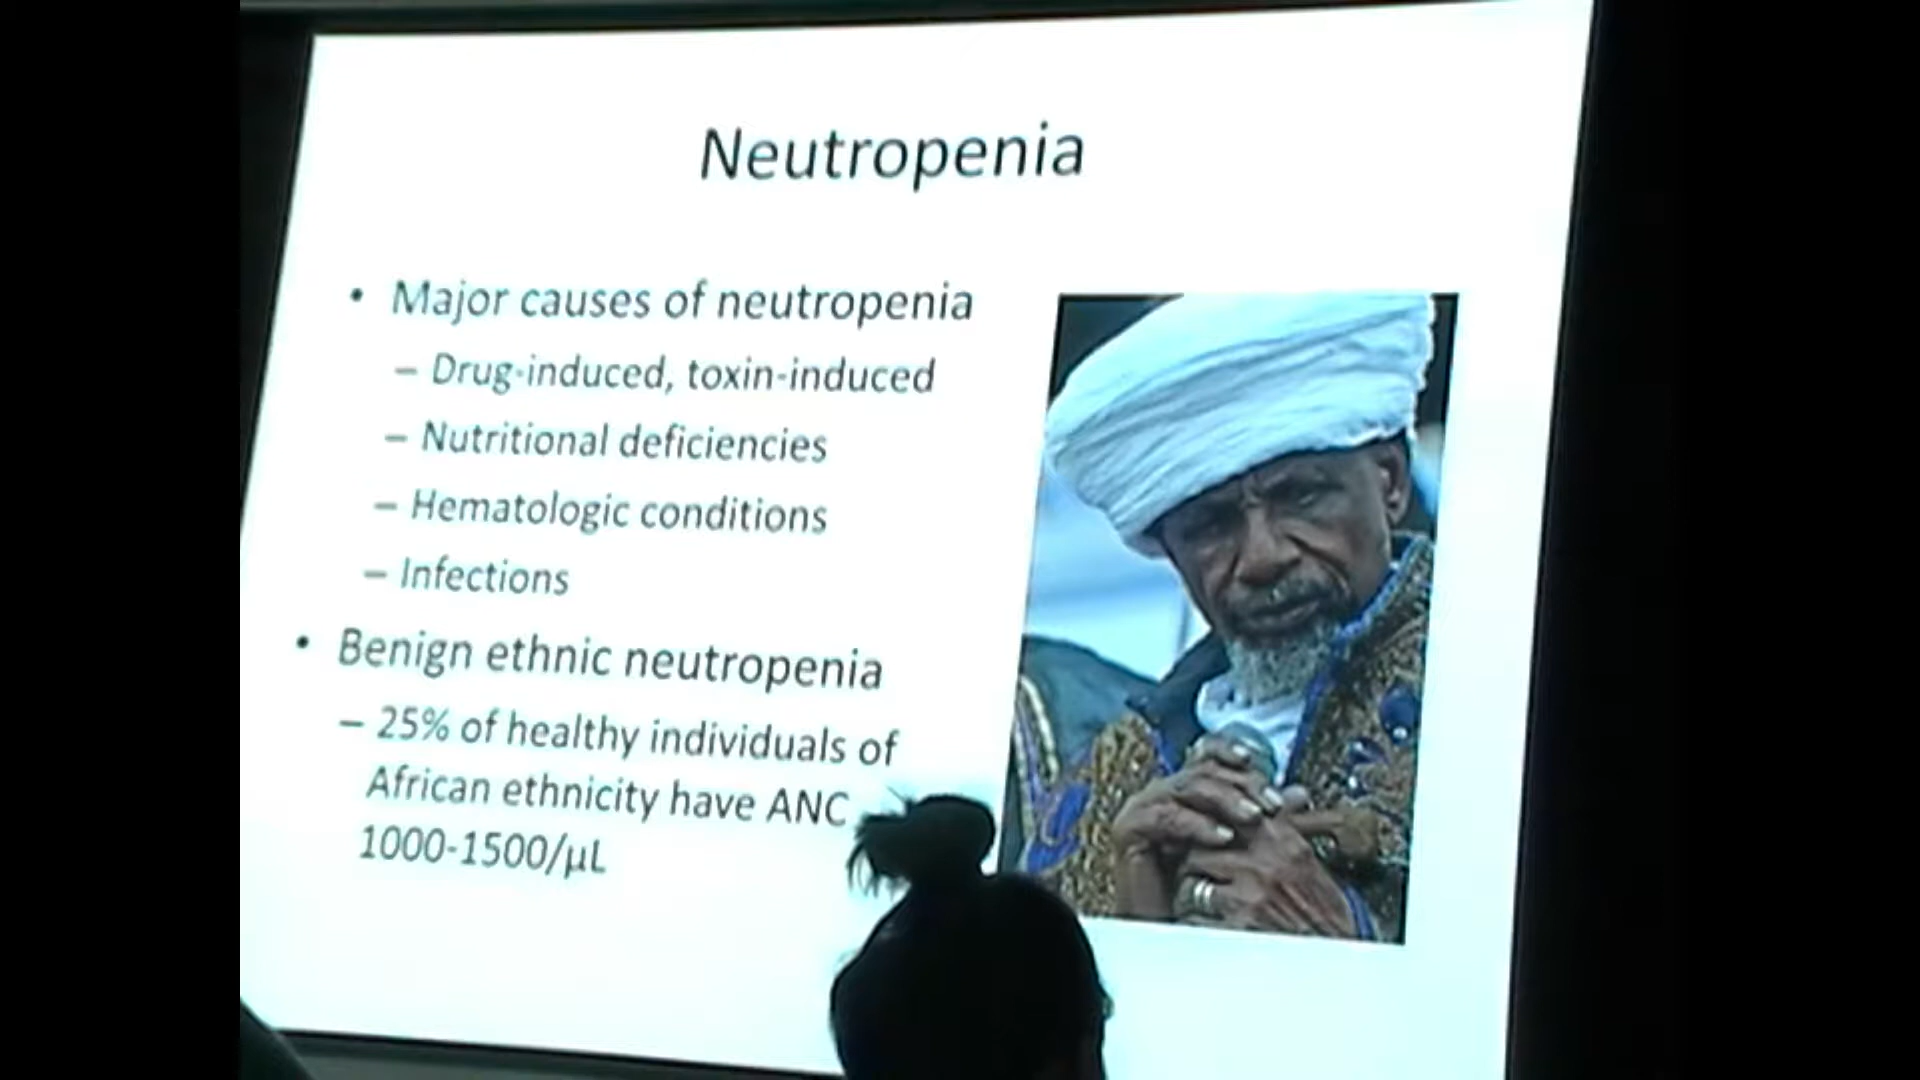 Neutropenia
• Major causes of neutropenia
– Drug-induced, toxin-induced
– Nutritional deficiencies
– Hematologic conditions
– Infections
• Benign ethnic neutropenia
– 25% of healthy individuals of
African ethnicity have ANC
1000-1500/μL